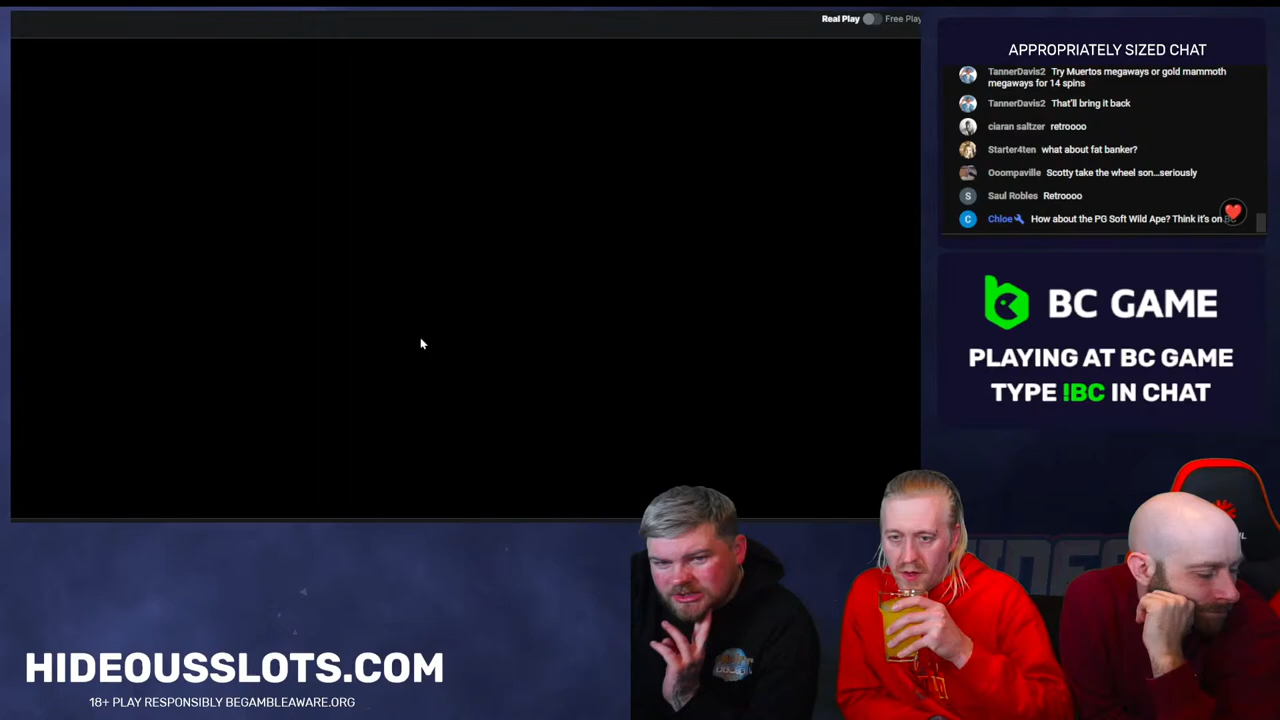 Real Play Free Play
APPROPRIATELY SIZED CHAT
TannerDavis2 Try Muertos megaways or gold mammoth
megaways for 14 spins
TannerDavis2 That'll bring it back
ciaran saltzer retroooo
Starter4ten what about fat banker?
Ooompaville Scotty take the wheel son...seriously
S Saul Robles Retroooo
C Chloe How about the PG Soft Wild Ape? Think it's on
BC GAME
PLAYING AT BC GAME
TYPE !BC IN CHAT
HIDEOUSSLOTS.COM
18+ PLAY RESPONSIBLY BEGAMBLEAWARE.ORG